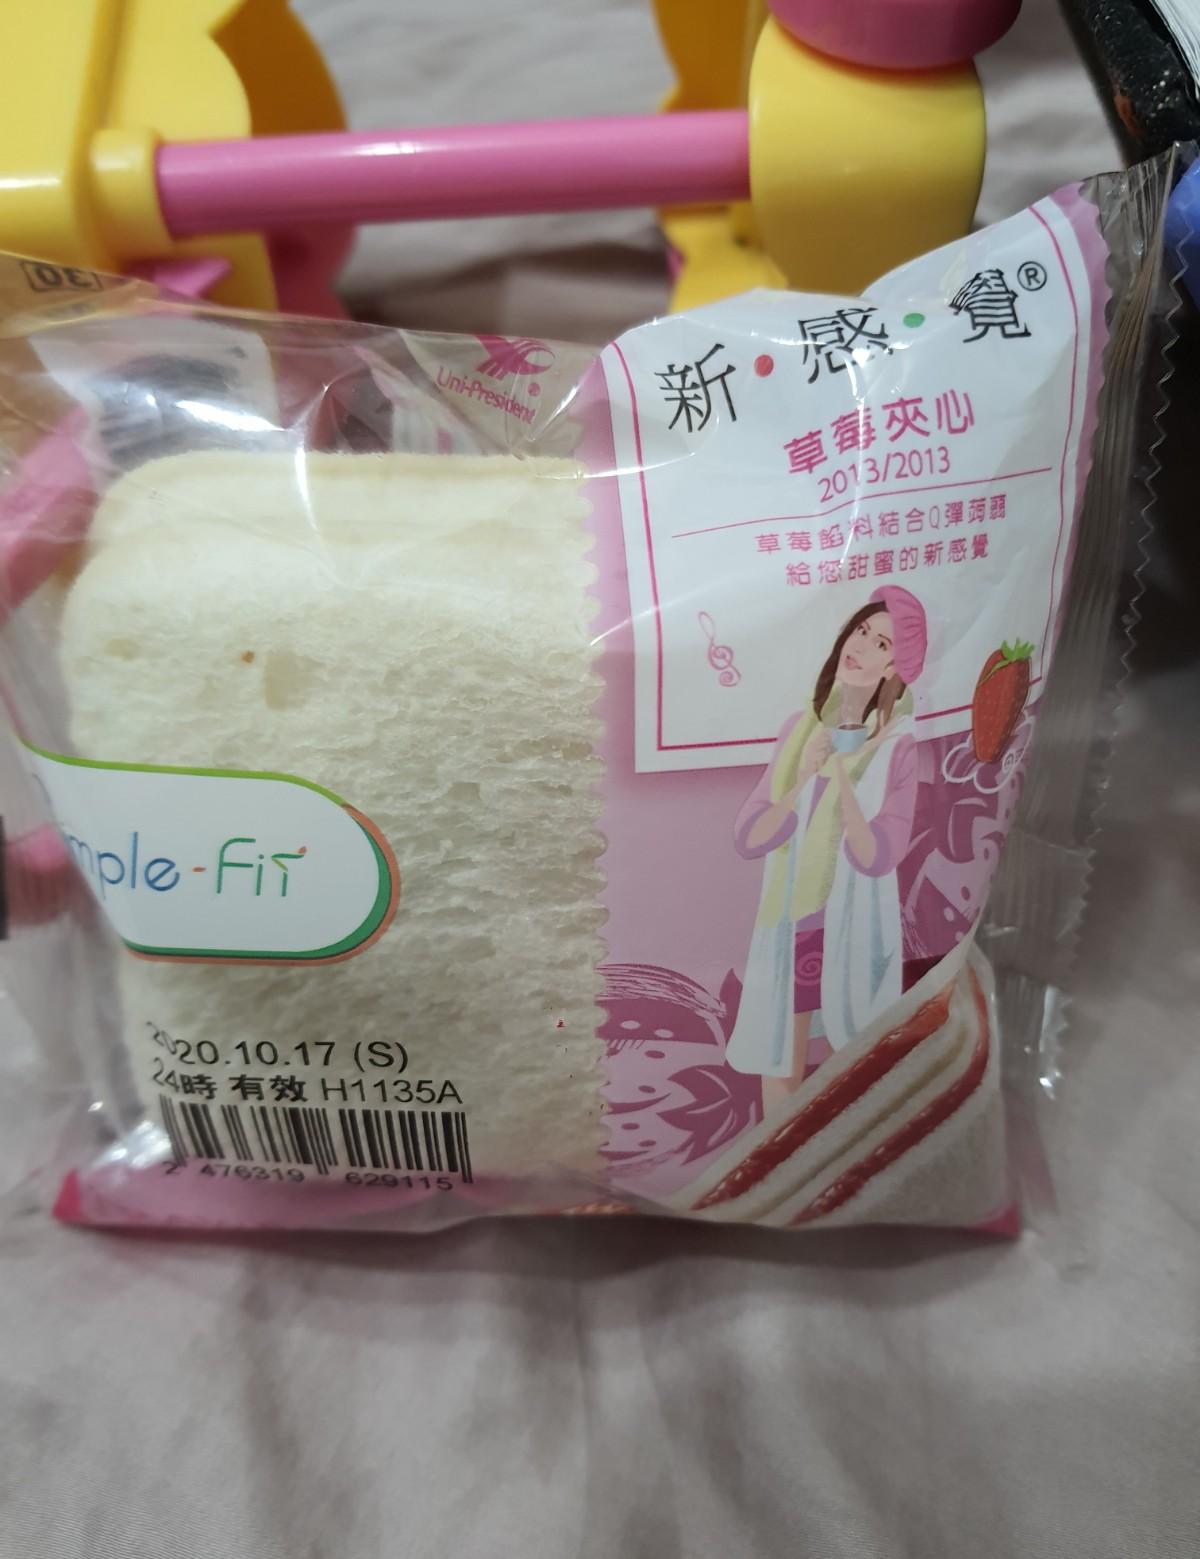 Uni-President®
新・感・覺®
草莓夾心
2013/2013
草莓餡料結合Q彈蒟蒻
給您甜蜜的新感覺
mple-Fit
2020.10.17 (S)
24時 有效 H1135A
2 476319 629115